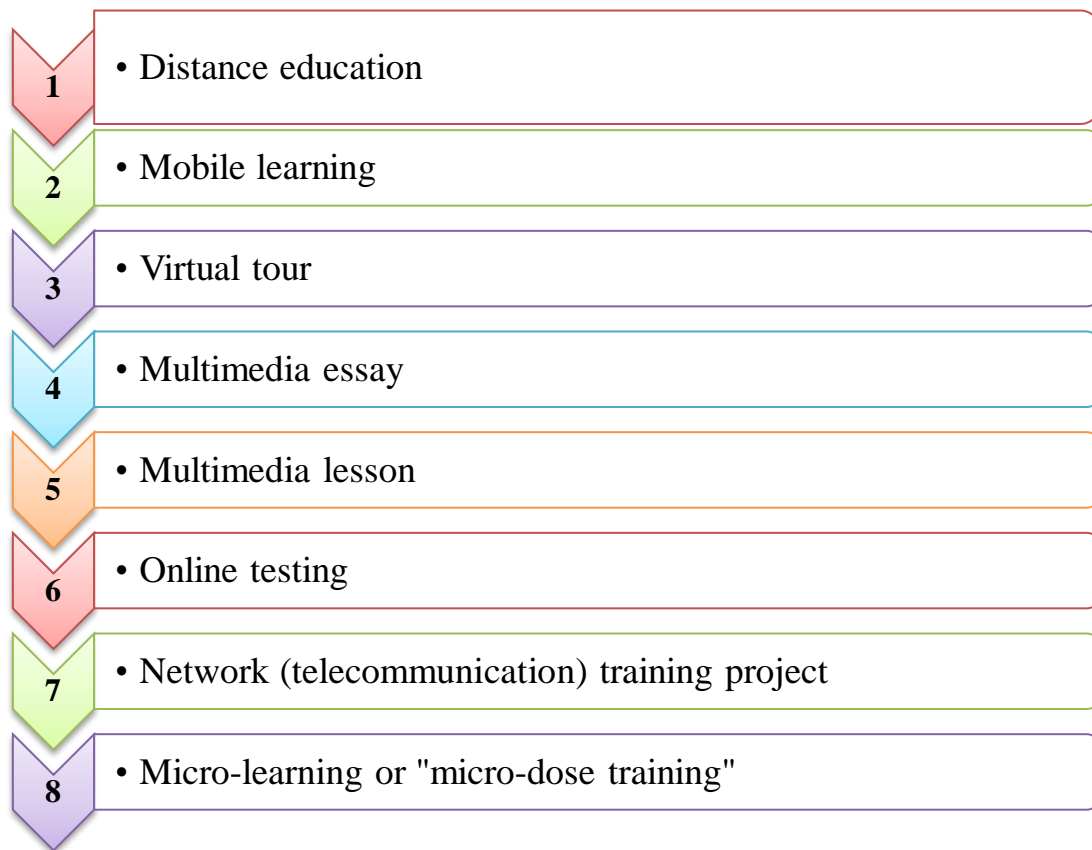 1
• Distance education
2
• Mobile learning
3
• Virtual tour
4
• Multimedia essay
5
• Multimedia lesson
6
• Online testing
7
• Network (telecommunication) training project
8
• Micro-learning or "micro-dose training"